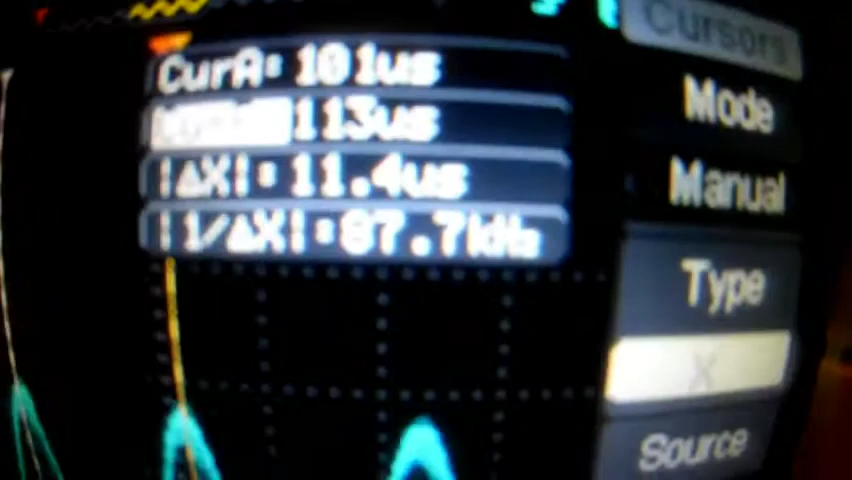 Cursors
CurA: 101us
113us
|ΔX|: 11.4us
|1/ΔX|:87.7kHz
Mode
Manual
Type
X
Source